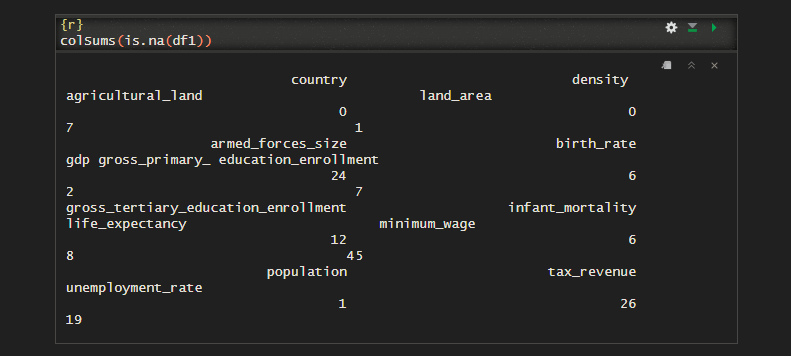 {r}
colSums(is.na(df1))
country density
agricultural_land land_area
0 0
7 1
armed_forces_size birth_rate
gdp gross_primary_ education_enrollment
24 6
2 7
gross_tertiary_education_enrollment infant_mortality
life_expectancy minimum_wage
12 6
8 45
population tax_revenue
unemployment_rate
1 26
19